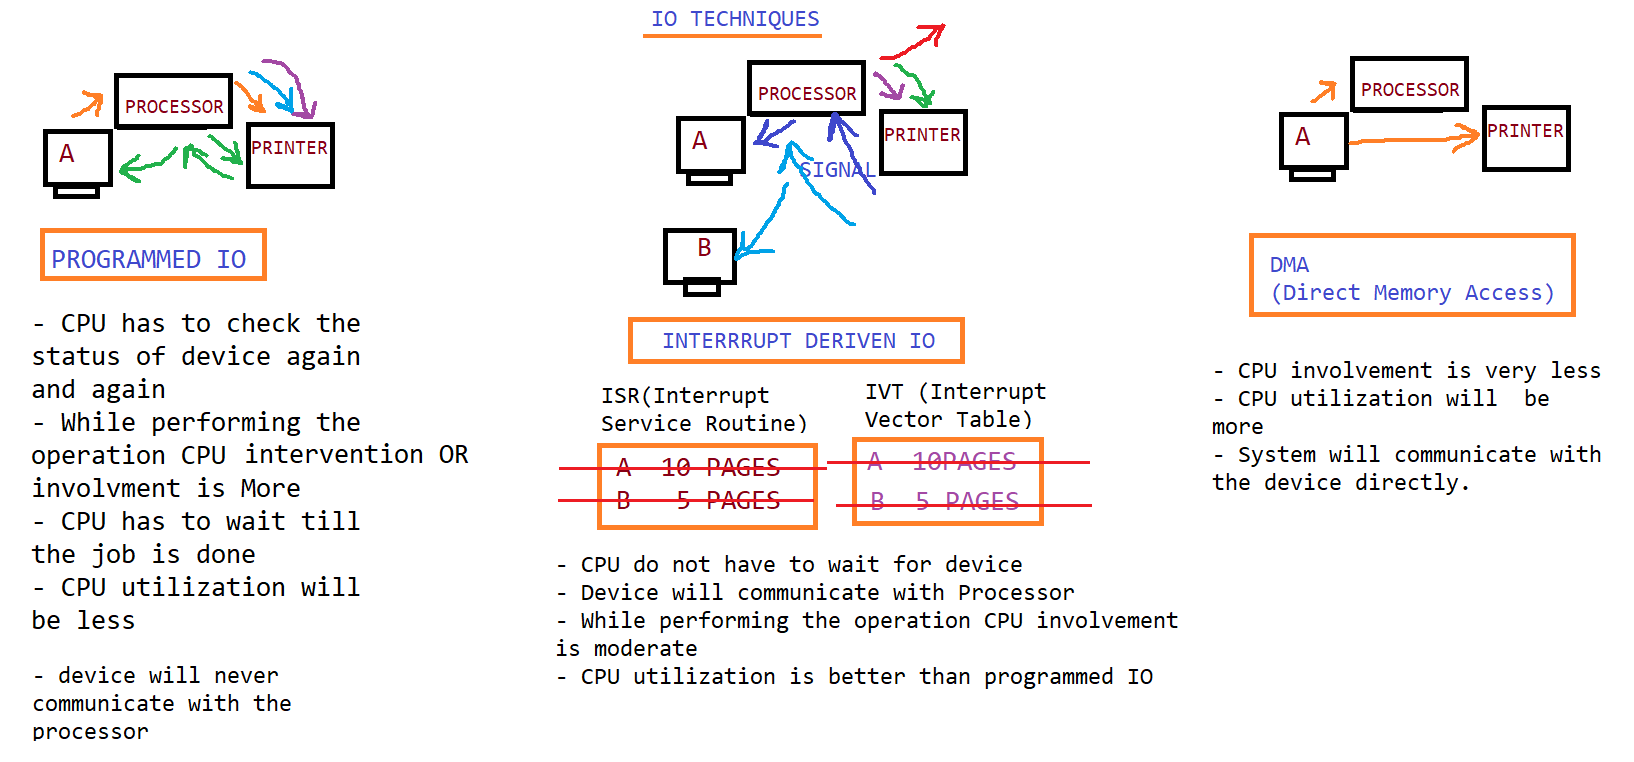 IO TECHNIQUES
PROCESSOR
A
PRINTER
PROGRAMMED IO
- CPU has to check the
status of device again
and again
- While performing the
operation CPU intervention OR
involvment is More
- CPU has to wait till
the job is done
- CPU utilization will
be less
- device will never
communicate with the
processor
PROCESSOR
A
PRINTER
SIGNAL
B
INTERRRUPT DERIVEN IO
ISR(Interrupt
Service Routine)
A 10 PAGES
B 5 PAGES
IVT (Interrupt
Vector Table)
A 10PAGES
B 5 PAGES
- CPU do not have to wait for device
- Device will communicate with Processor
- While performing the operation CPU involvement
is moderate
- CPU utilization is better than programmed IO
PROCESSOR
A
PRINTER
DMA
(Direct Memory Access)
- CPU involvement is very less
- CPU utilization will be
more
- System will communicate with
the device directly.